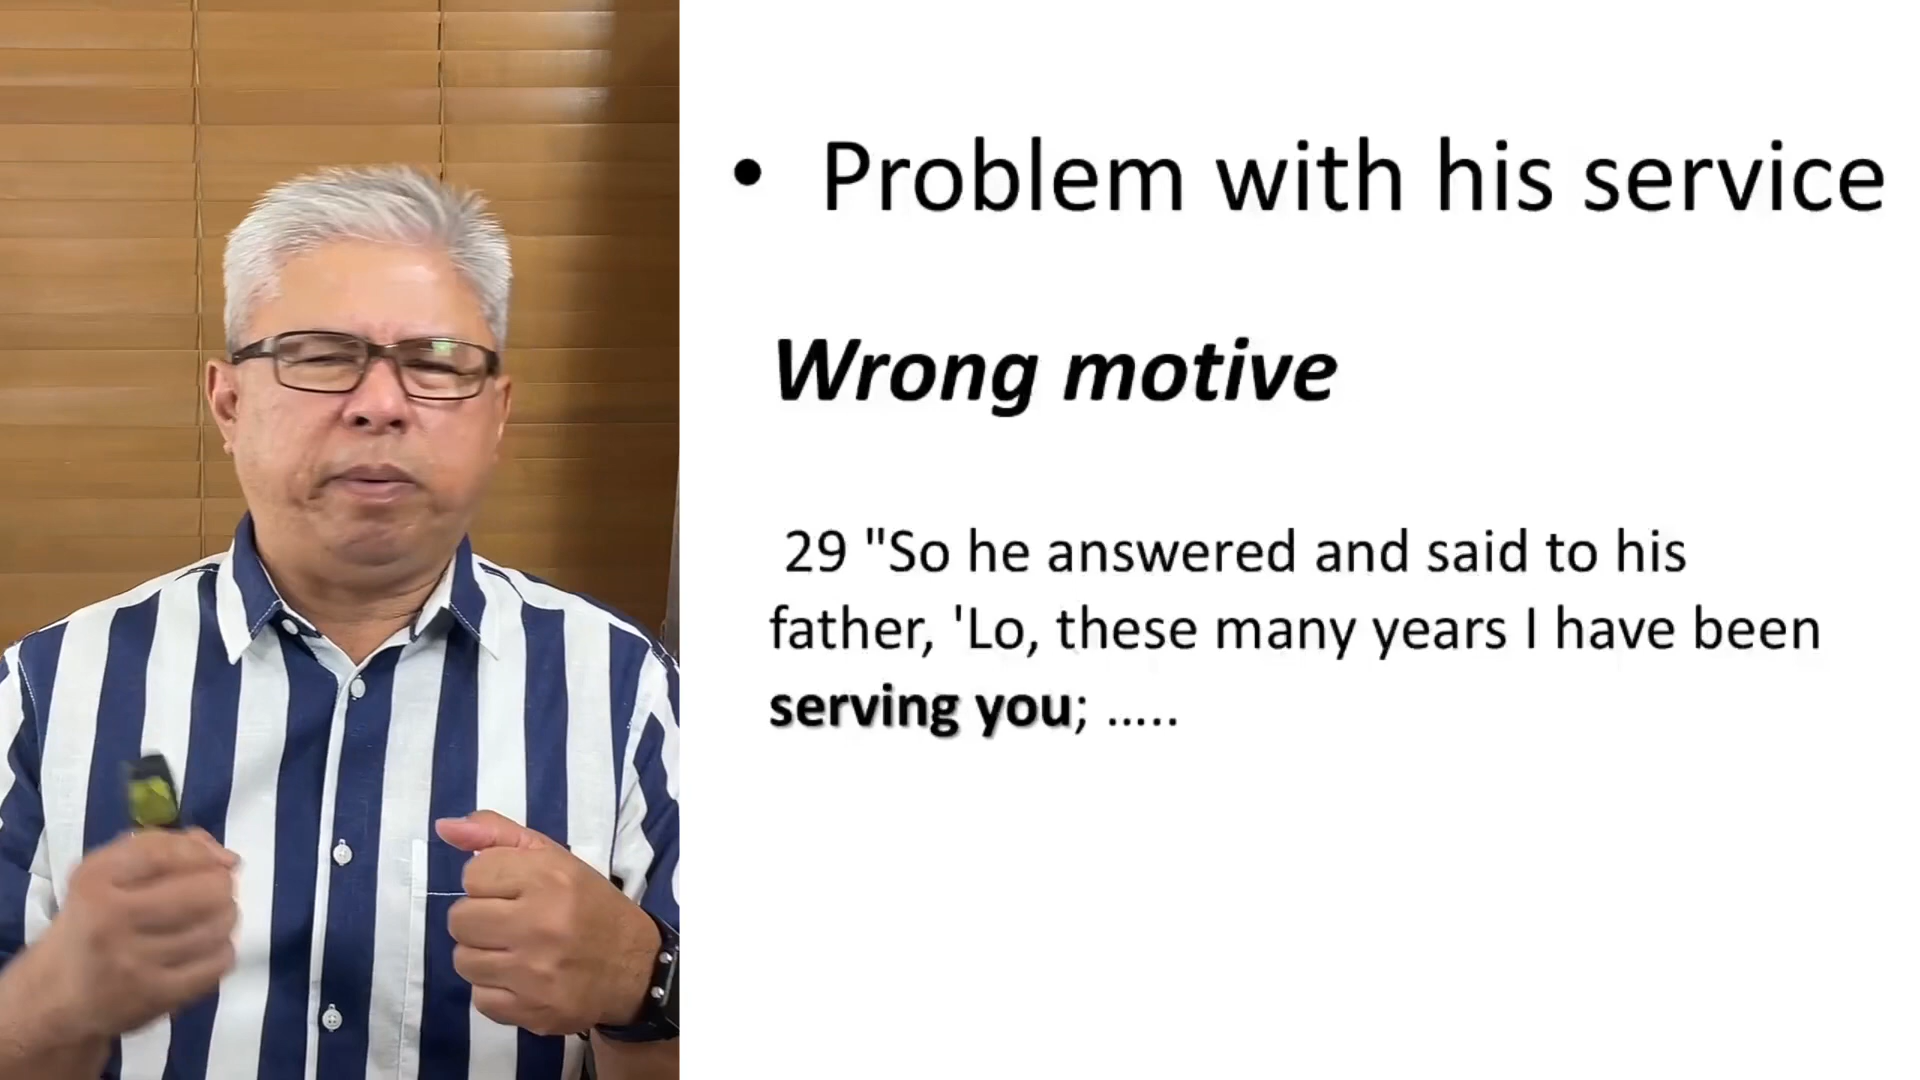 • Problem with his service
Wrong motive
29 "So he answered and said to his
father, 'Lo, these many years I have been
serving you; .....